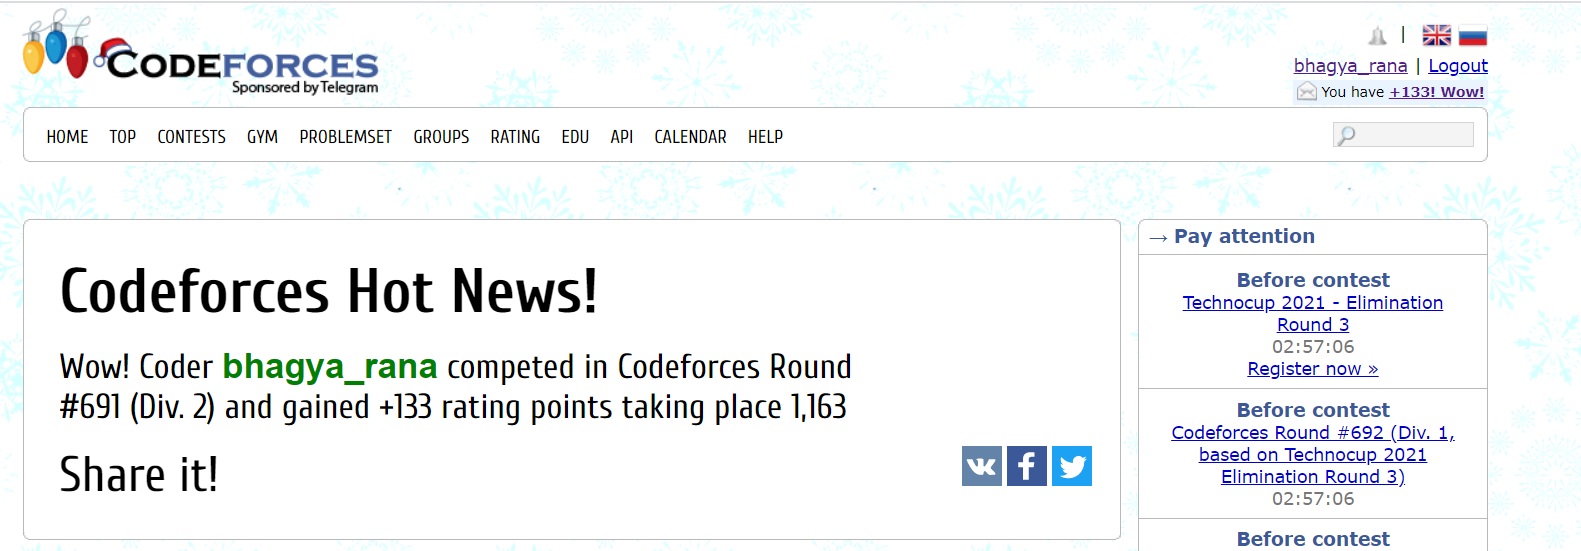 CODEFORCES
Sponsored by Telegram
|
bhagya_rana | Logout
You have +133! Wow!
HOME TOP CONTESTS GYM PROBLEMSET GROUPS RATING EDU API CALENDAR HELP
Codeforces Hot News!
Wow! Coder bhagya_rana competed in Codeforces Round
#691 (Div. 2) and gained +133 rating points taking place 1,163
Share it!
→ Pay attention
Before contest
Technocup 2021 - Elimination
Round 3
02:57:06
Register now »
Before contest
Codeforces Round #692 (Div. 1,
based on Technocup 2021
Elimination Round 3)
02:57:06
Before contest